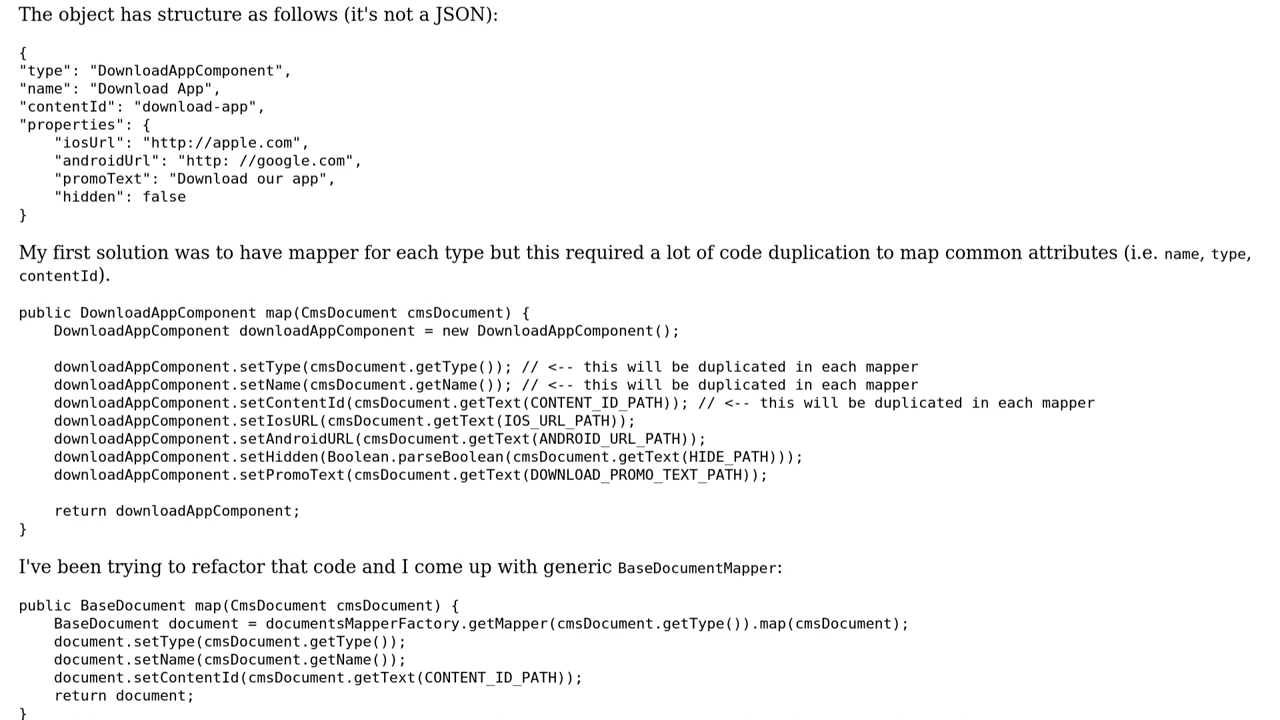 The object has structure as follows (it's not a JSON):
{
"type": "DownloadAppComponent",
"name": "Download App",
"contentId": "download-app",
"properties": {
    "iosUrl": "http://apple.com",
    "androidUrl": "http: //google.com",
    "promoText": "Download our app",
    "hidden": false
}
My first solution was to have mapper for each type but this required a lot of code duplication to map common attributes (i.e. name, type,
contentId).
public DownloadAppComponent map(CmsDocument cmsDocument) {
    DownloadAppComponent downloadAppComponent = new DownloadAppComponent();
    downloadAppComponent.setType(cmsDocument.getType()); // <-- this will be duplicated in each mapper
    downloadAppComponent.setName(cmsDocument.getName()); // <-- this will be duplicated in each mapper
    downloadAppComponent.setContentId(cmsDocument.getText(CONTENT_ID_PATH)); // <-- this will be duplicated in each mapper
    downloadAppComponent.setIosURL(cmsDocument.getText(IOS_URL_PATH));
    downloadAppComponent.setAndroidURL(cmsDocument.getText(ANDROID_URL_PATH));
    downloadAppComponent.setHidden(Boolean.parseBoolean(cmsDocument.getText(HIDE_PATH)));
    downloadAppComponent.setPromoText(cmsDocument.getText(DOWNLOAD_PROMO_TEXT_PATH));
    return downloadAppComponent;
}
I've been trying to refactor that code and I come up with generic BaseDocumentMapper:
public BaseDocument map(CmsDocument cmsDocument) {
    BaseDocument document = documentsMapperFactory.getMapper(cmsDocument.getType()).map(cmsDocument);
    document.setType(cmsDocument.getType());
    document.setName(cmsDocument.getName());
    document.setContentId(cmsDocument.getText(CONTENT_ID_PATH));
    return document;
}